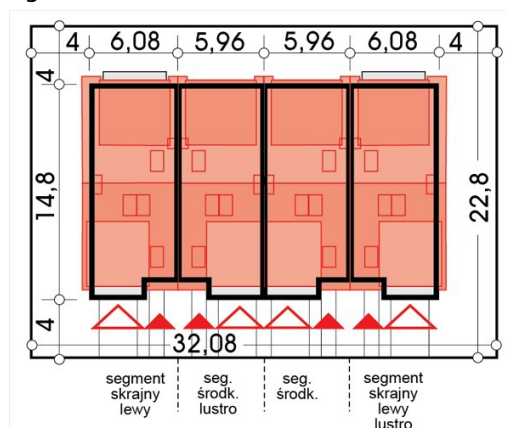 4 6,08 5,96 5,96 6,08 4
4
14,8
22,8
4
32,08
segment skrajny lewy
seg. środk. lustro
seg. środk.
segment skrajny lewy lustro